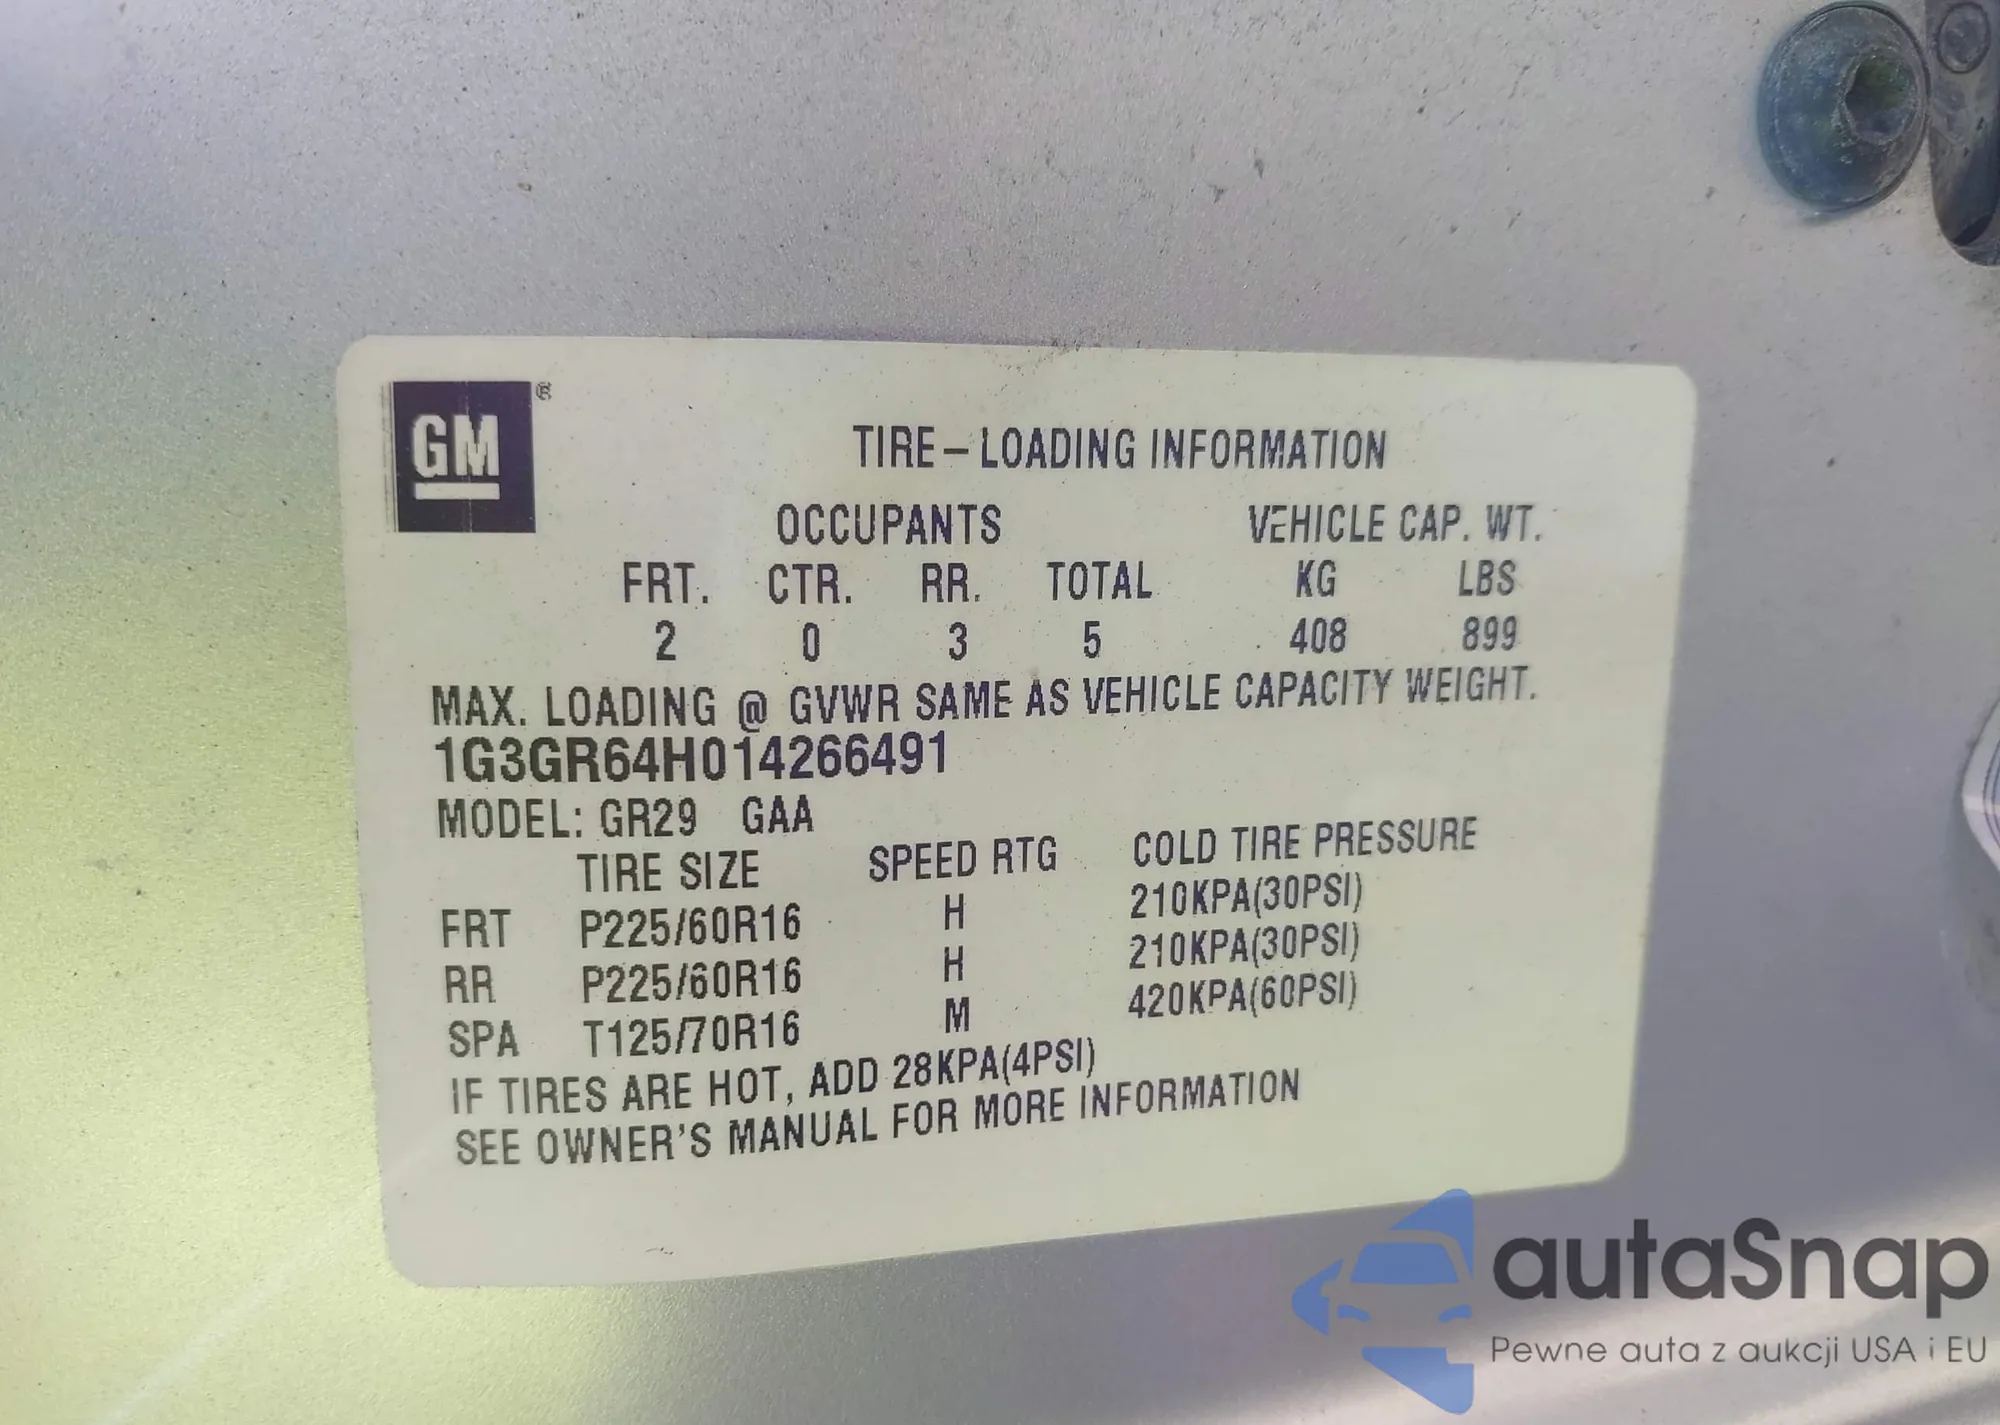 GM ®
TIRE – LOADING INFORMATION
OCCUPANTS VEHICLE CAP. WT.
FRT. CTR. RR. TOTAL KG LBS
2 0 3 5 408 899
MAX. LOADING @ GVWR SAME AS VEHICLE CAPACITY WEIGHT.
1G3GR64H014266491
MODEL: GR29 GAA
TIRE SIZE SPEED RTG COLD TIRE PRESSURE
FRT P225/60R16 H 210KPA(30PSI)
RR P225/60R16 H 210KPA(30PSI)
SPA T125/70R16 M 420KPA(60PSI)
IF TIRES ARE HOT, ADD 28KPA(4PSI)
SEE OWNER'S MANUAL FOR MORE INFORMATION
autaSnap
Pewne auta z aukcji USA i EU